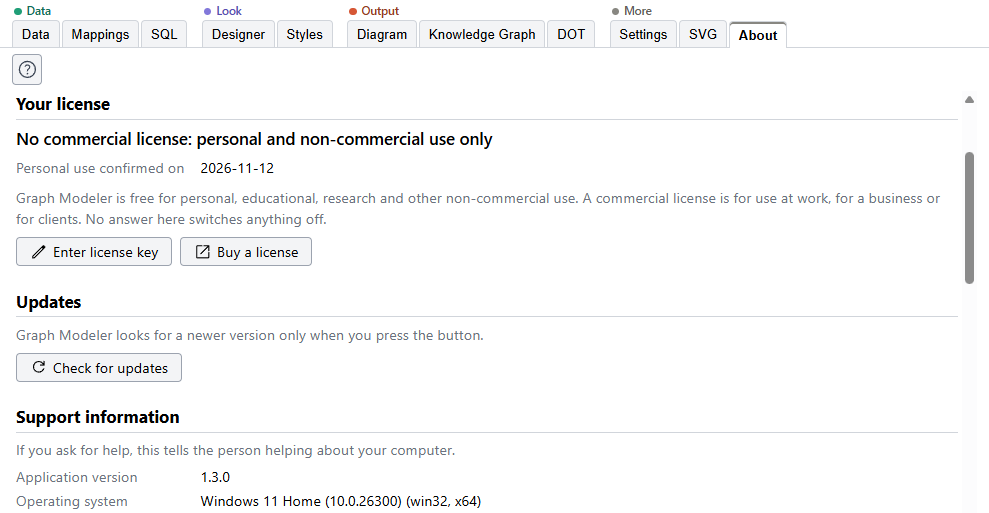 Data Look Output More
Data Mappings SQL Designer Styles Diagram Knowledge Graph DOT Settings SVG About
Your license
No commercial license: personal and non-commercial use only
Personal use confirmed on 2026-11-12
Graph Modeler is free for personal, educational, research and other non-commercial use. A commercial license is for use at work, for a business or
for clients. No answer here switches anything off.
Enter license key Buy a license
Updates
Graph Modeler looks for a newer version only when you press the button.
Check for updates
Support information
If you ask for help, this tells the person helping about your computer.
Application version 1.3.0
Operating system Windows 11 Home (10.0.26300) (win32, x64)